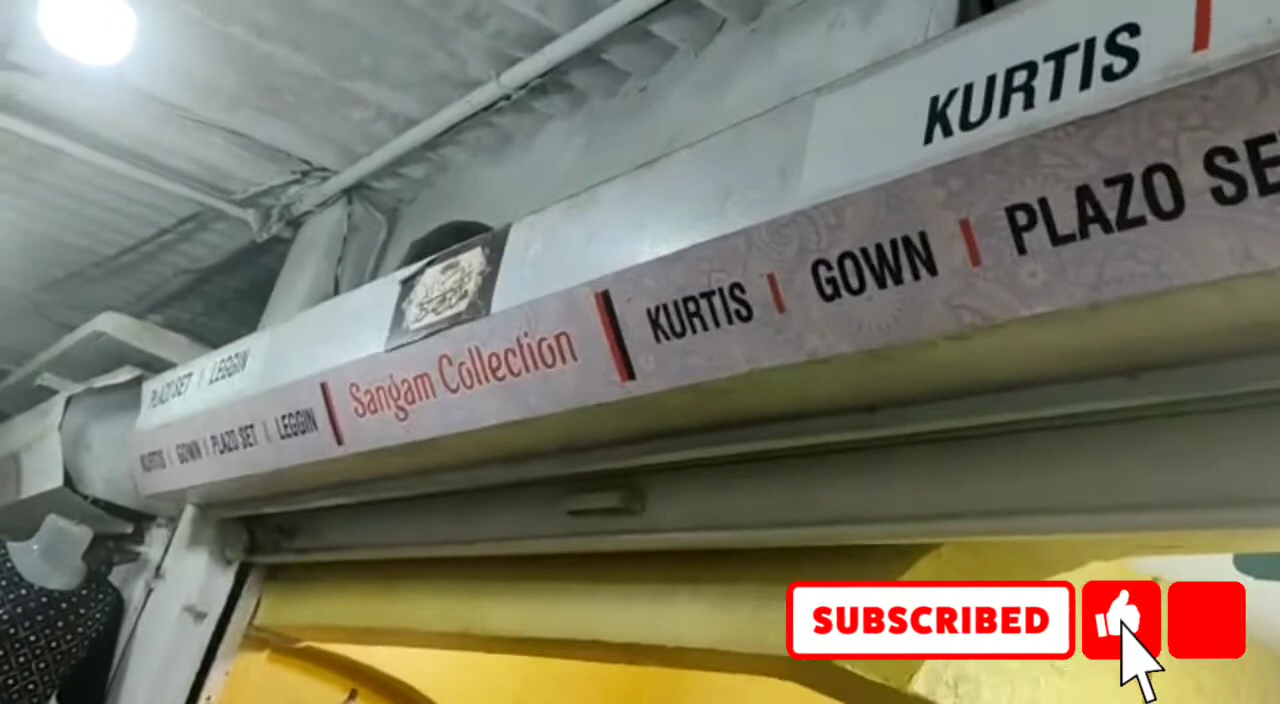 KURTIS |
PLAZO SET | LEGGIN
KURTIS | GOWN | PLAZO SET | LEGGIN | Sangam Collection | KURTIS | GOWN | PLAZO SE
SUBSCRIBED